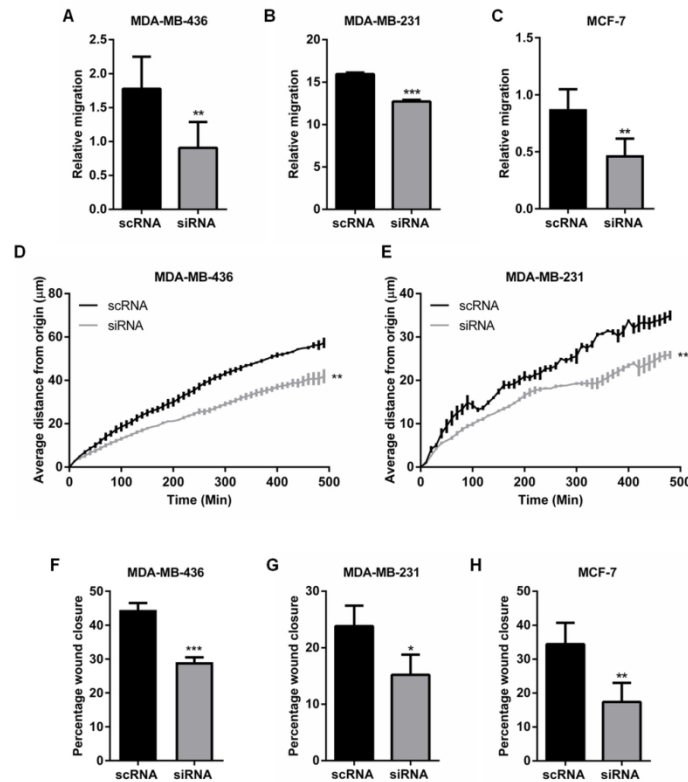 A
MDA-MB-436
Relative migration
2.5
2.0
1.5
1.0
0.5
0.0
**
scRNA siRNA
B
MDA-MB-231
Relative migration
20
15
10
5
0
***
scRNA siRNA
C
MCF-7
Relative migration
1.5
1.0
0.5
0.0
**
scRNA siRNA
D
MDA-MB-436
Average distance from origin (μm)
80
60
40
20
0
scRNA
siRNA
**
0 100 200 300 400 500
Time (Min)
E
MDA-MB-231
Average distance from origin (μm)
40
30
20
10
0
scRNA
siRNA
**
0 100 200 300 400 500
Time (Min)
F
MDA-MB-436
Percentage wound closure
50
40
30
20
10
0
***
scRNA siRNA
G
MDA-MB-231
Percentage wound closure
30
20
10
0
*
scRNA siRNA
H
MCF-7
Percentage wound closure
50
40
30
20
10
0
**
scRNA siRNA